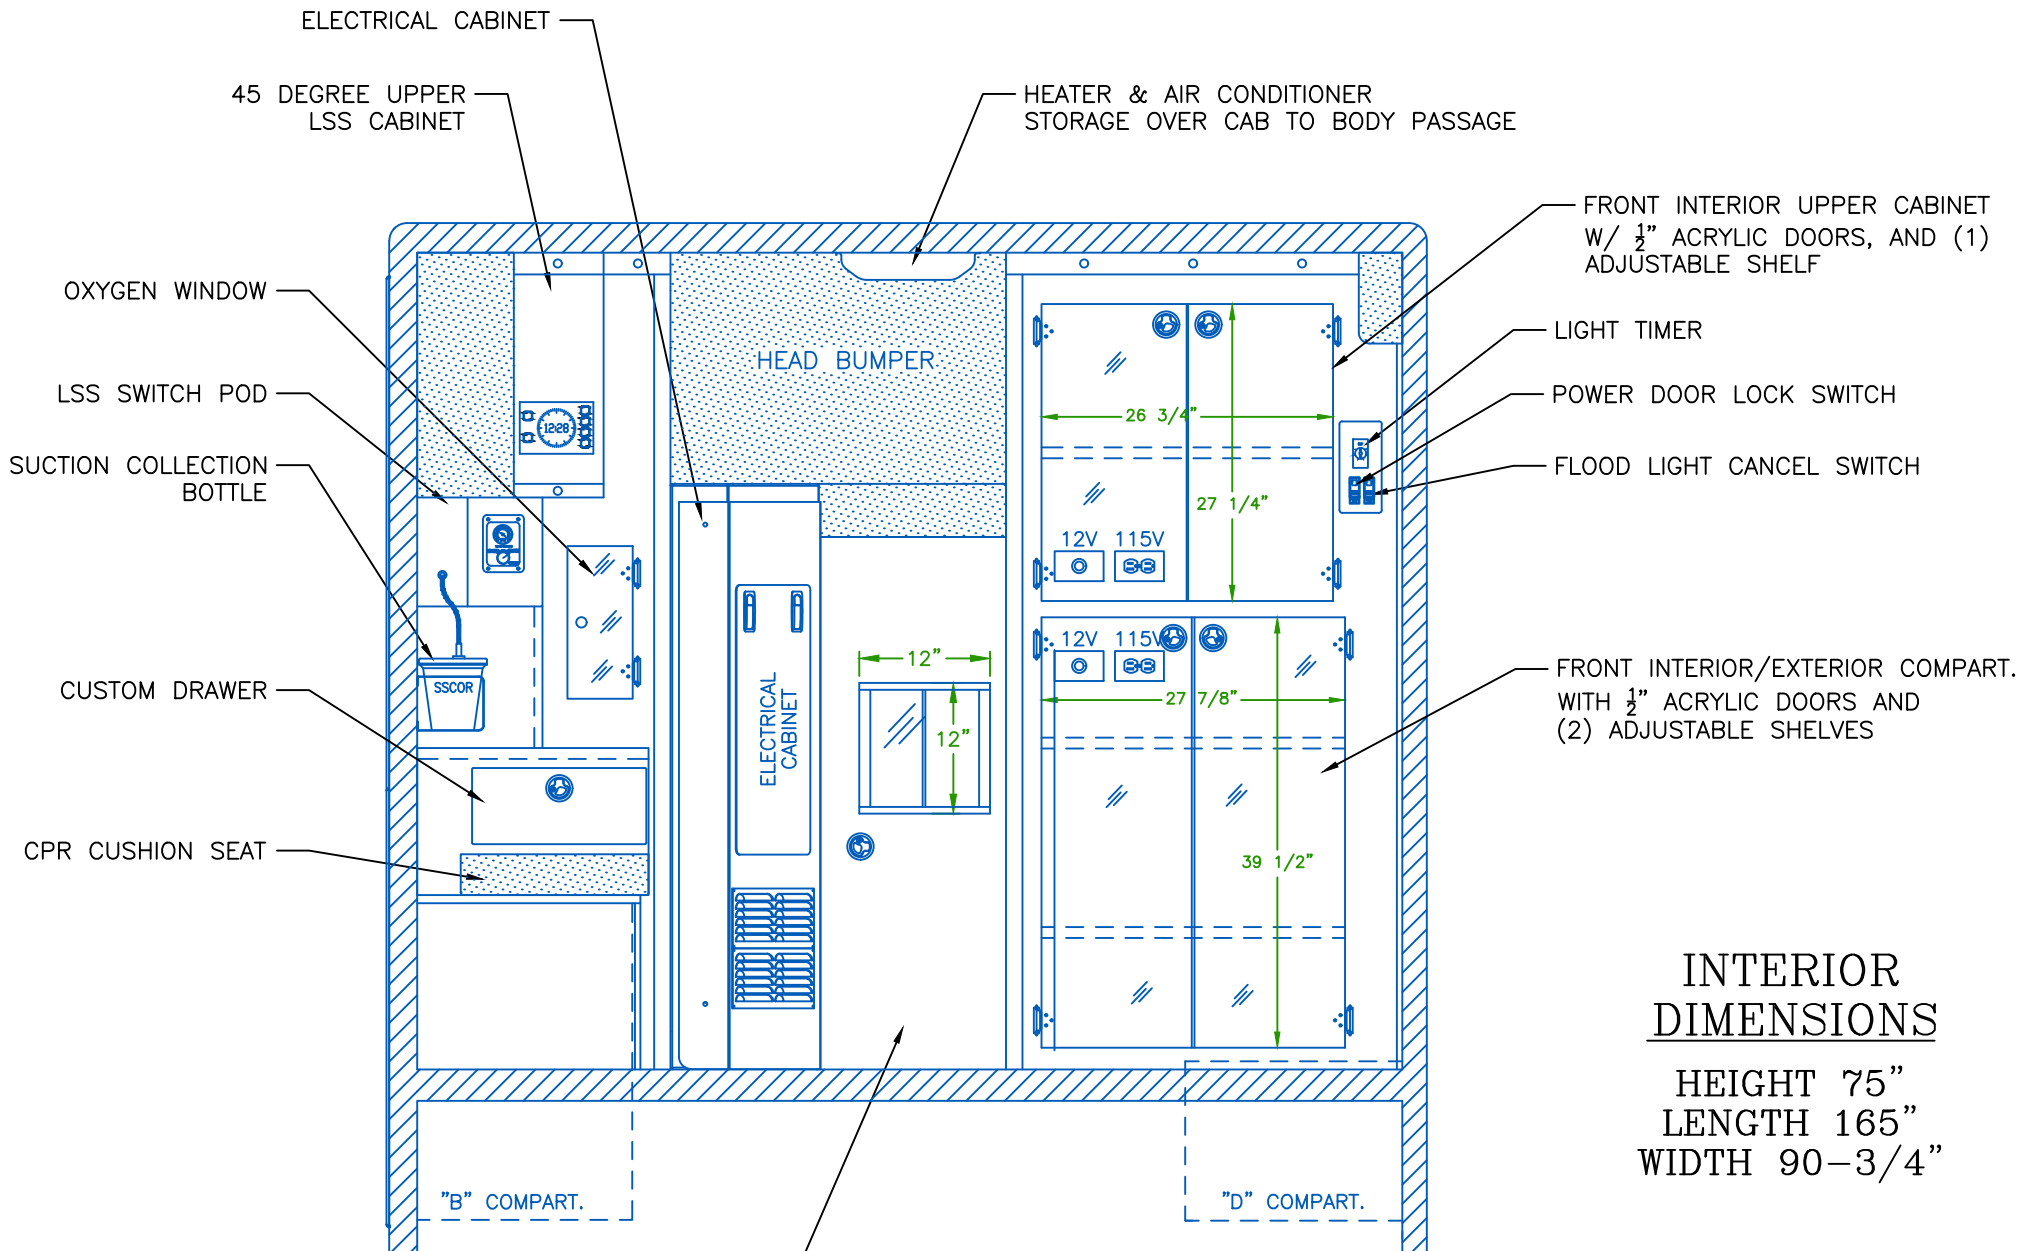 ELECTRICAL CABINET
45 DEGREE UPPER
LSS CABINET
HEATER & AIR CONDITIONER
STORAGE OVER CAB TO BODY PASSAGE
FRONT INTERIOR UPPER CABINET
W/ ½" ACRYLIC DOORS, AND (1)
ADJUSTABLE SHELF
OXYGEN WINDOW
LIGHT TIMER
HEAD BUMPER
LSS SWITCH POD
POWER DOOR LOCK SWITCH
26 3/4"
12:28
SUCTION COLLECTION
BOTTLE
FLOOD LIGHT CANCEL SWITCH
27 1/4"
12V 115V
12V 115V
12"
FRONT INTERIOR/EXTERIOR COMPART.
WITH ½" ACRYLIC DOORS AND
(2) ADJUSTABLE SHELVES
SSCOR
CUSTOM DRAWER
27 7/8"
ELECTRICAL
CABINET
12"
CPR CUSHION SEAT
39 1/2"
INTERIOR
DIMENSIONS
HEIGHT 75"
LENGTH 165"
WIDTH 90-3/4"
"B" COMPART.
"D" COMPART.